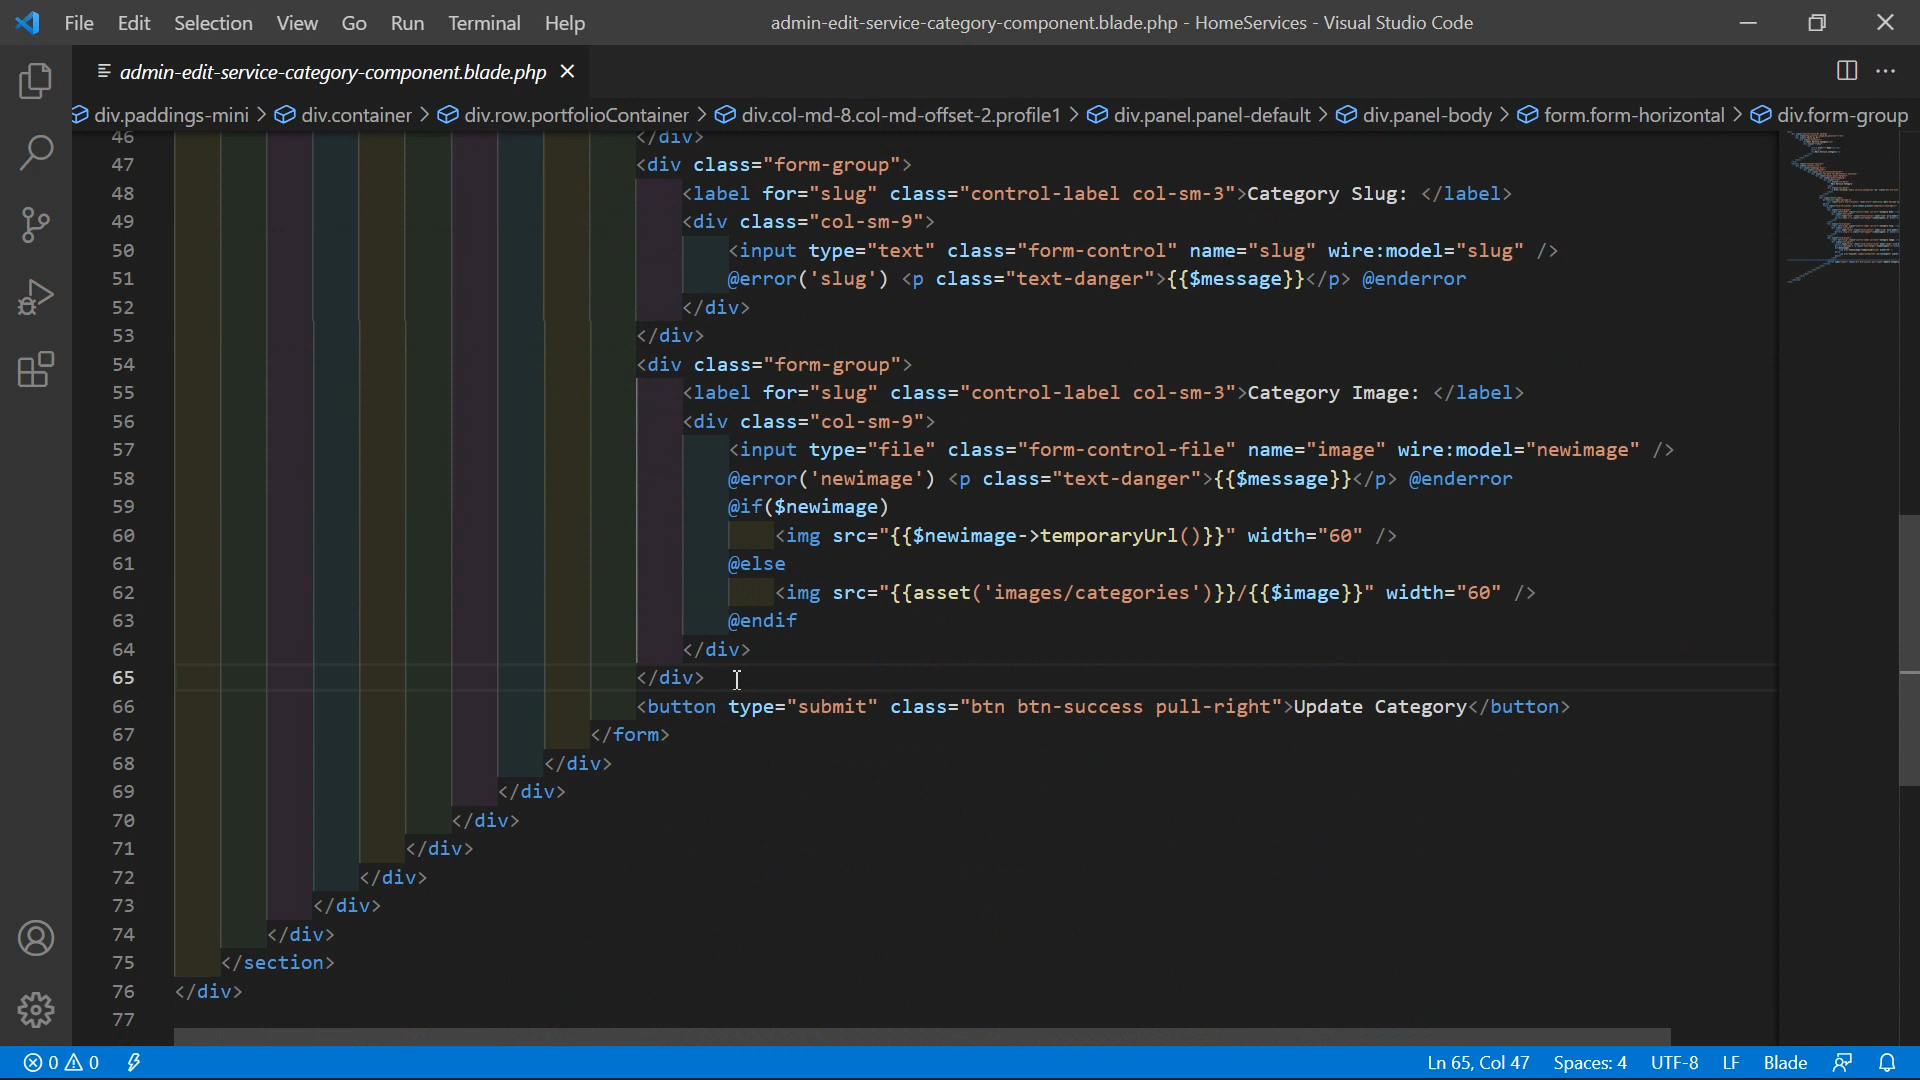 File Edit Selection View Go Run Terminal Help admin-edit-service-category-component.blade.php - HomeServices - Visual Studio Code
admin-edit-service-category-component.blade.php
div.paddings-mini > div.container > div.row.portfolioContainer > div.col-md-8.col-md-offset-2.profile1 > div.panel.panel-default > div.panel-body > form.form-horizontal > div.form-group
46 </div>
47 <div class="form-group">
48 <label for="slug" class="control-label col-sm-3">Category Slug: </label>
49 <div class="col-sm-9">
50 <input type="text" class="form-control" name="slug" wire:model="slug" />
51 @error('slug') <p class="text-danger">{{$message}}</p> @enderror
52 </div>
53 </div>
54 <div class="form-group">
55 <label for="slug" class="control-label col-sm-3">Category Image: </label>
56 <div class="col-sm-9">
57 <input type="file" class="form-control-file" name="image" wire:model="newimage" />
58 @error('newimage') <p class="text-danger">{{$message}}</p> @enderror
59 @if($newimage)
60 <img src="{{$newimage->temporaryUrl()}}" width="60" />
61 @else
62 <img src="{{asset('images/categories')}}/{{$image}}" width="60" />
63 @endif
64 </div>
65 </div>
66 <button type="submit" class="btn btn-success pull-right">Update Category</button>
67 </form>
68 </div>
69 </div>
70 </div>
71 </div>
72 </div>
73 </div>
74 </div>
75 </section>
76 </div>
77
0 0 Ln 65, Col 47 Spaces: 4 UTF-8 LF Blade